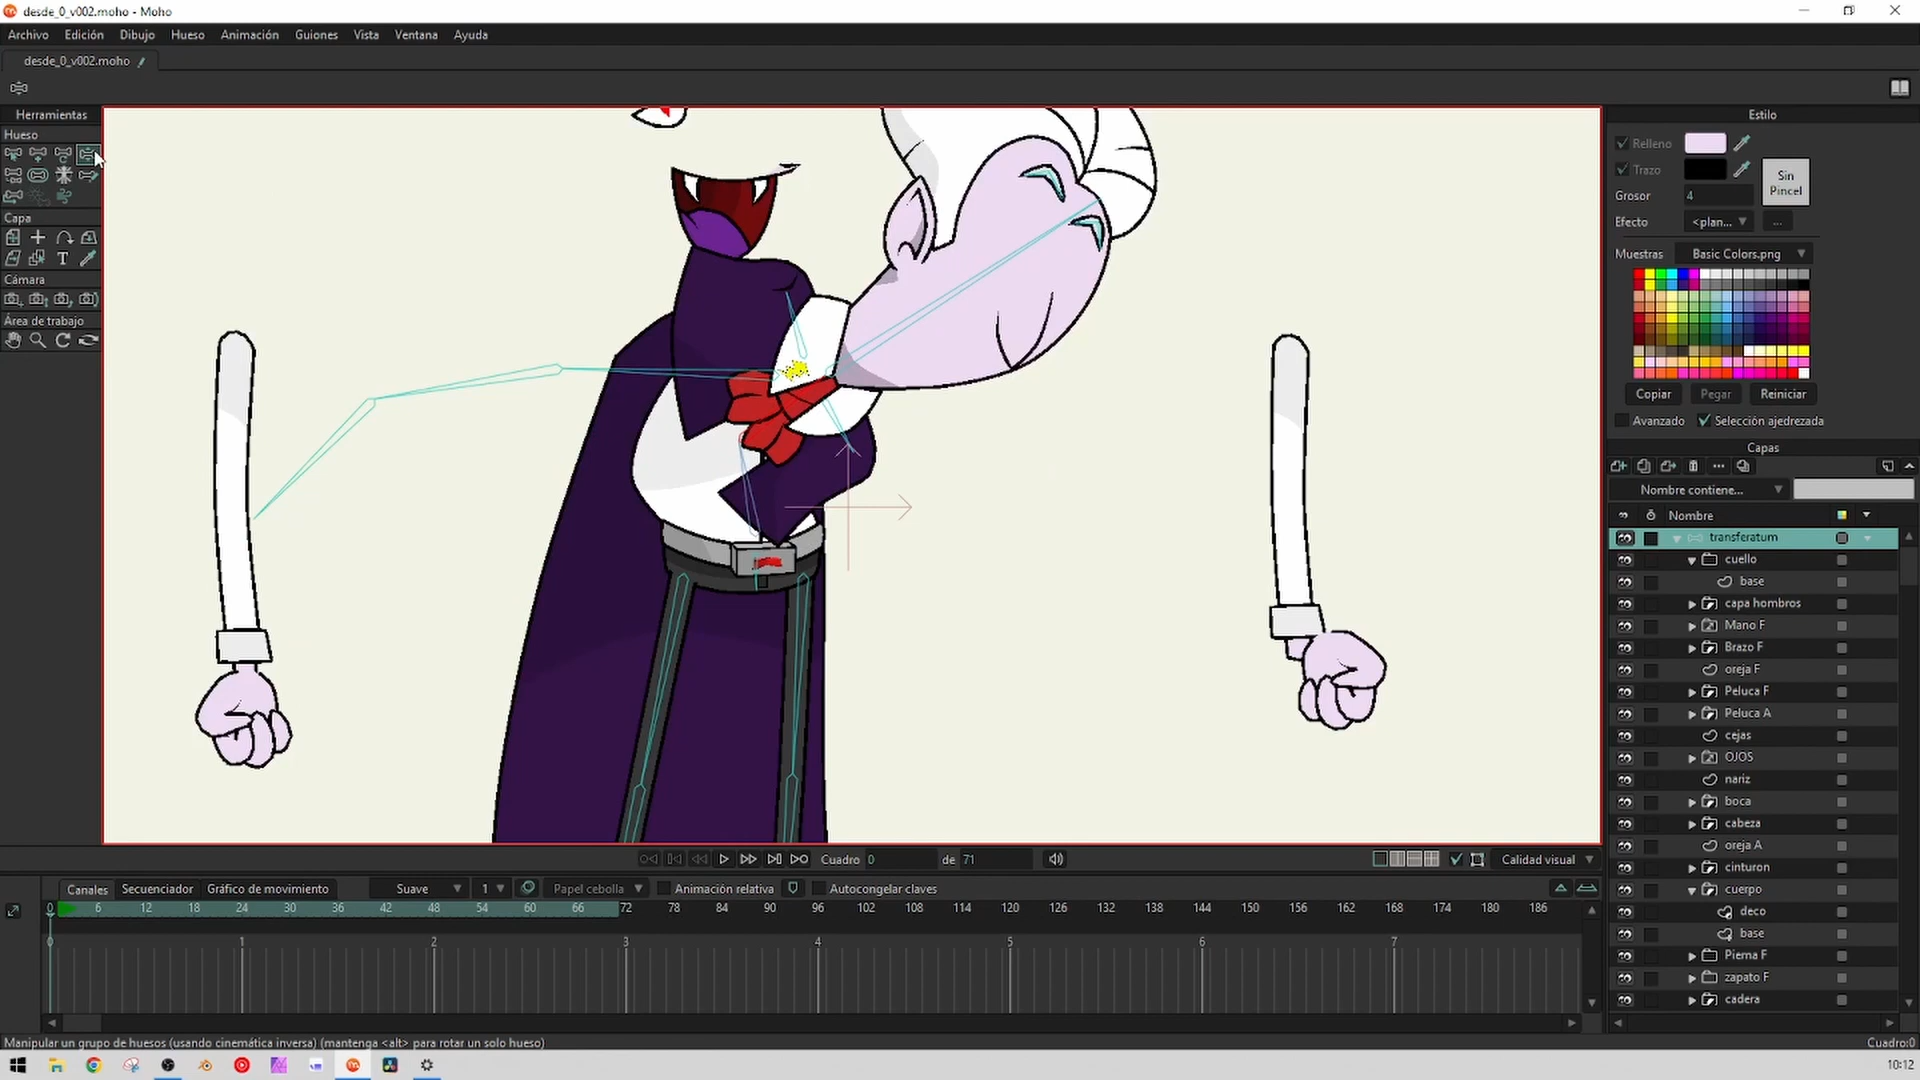 desde_0_v002.moho - Moho
Archivo Edición Dibujo Hueso Animación Guiones Vista Ventana Ayuda
desde_0_v002.moho
Herramientas
Hueso
Capa
Cámara
Área de trabajo
Estilo
Relleno
Trazo
Grosor 4
Sin Pincel
Efecto <plan... ...
Muestras Basic Colors.png
Copiar Pegar Reiniciar
Avanzado Selección ajedrezada
Capas
Nombre contiene...
Nombre
transferatum
cuello
base
capa hombros
Mano F
Brazo F
oreja F
Peluca F
Peluca A
cejas
OJOS
nariz
boca
cabeza
oreja A
cinturon
cuerpo
deco
base
Pierna F
zapato F
cadera
Cuadro 0 de 71 Calidad visual
Canales Secuenciador Gráfico de movimiento Suave 1 Papel cebolla Animación relativa Autocongelar claves
0 6 12 18 24 30 36 42 48 54 60 66 72 78 84 90 96 102 108 114 120 126 132 138 144 150 156 162 168 174 180 186
0 1 2 3 4 5 6 7
Manipular un grupo de huesos (usando cinemática inversa) (mantenga <alt> para rotar un solo hueso) Cuadro:0
10:12